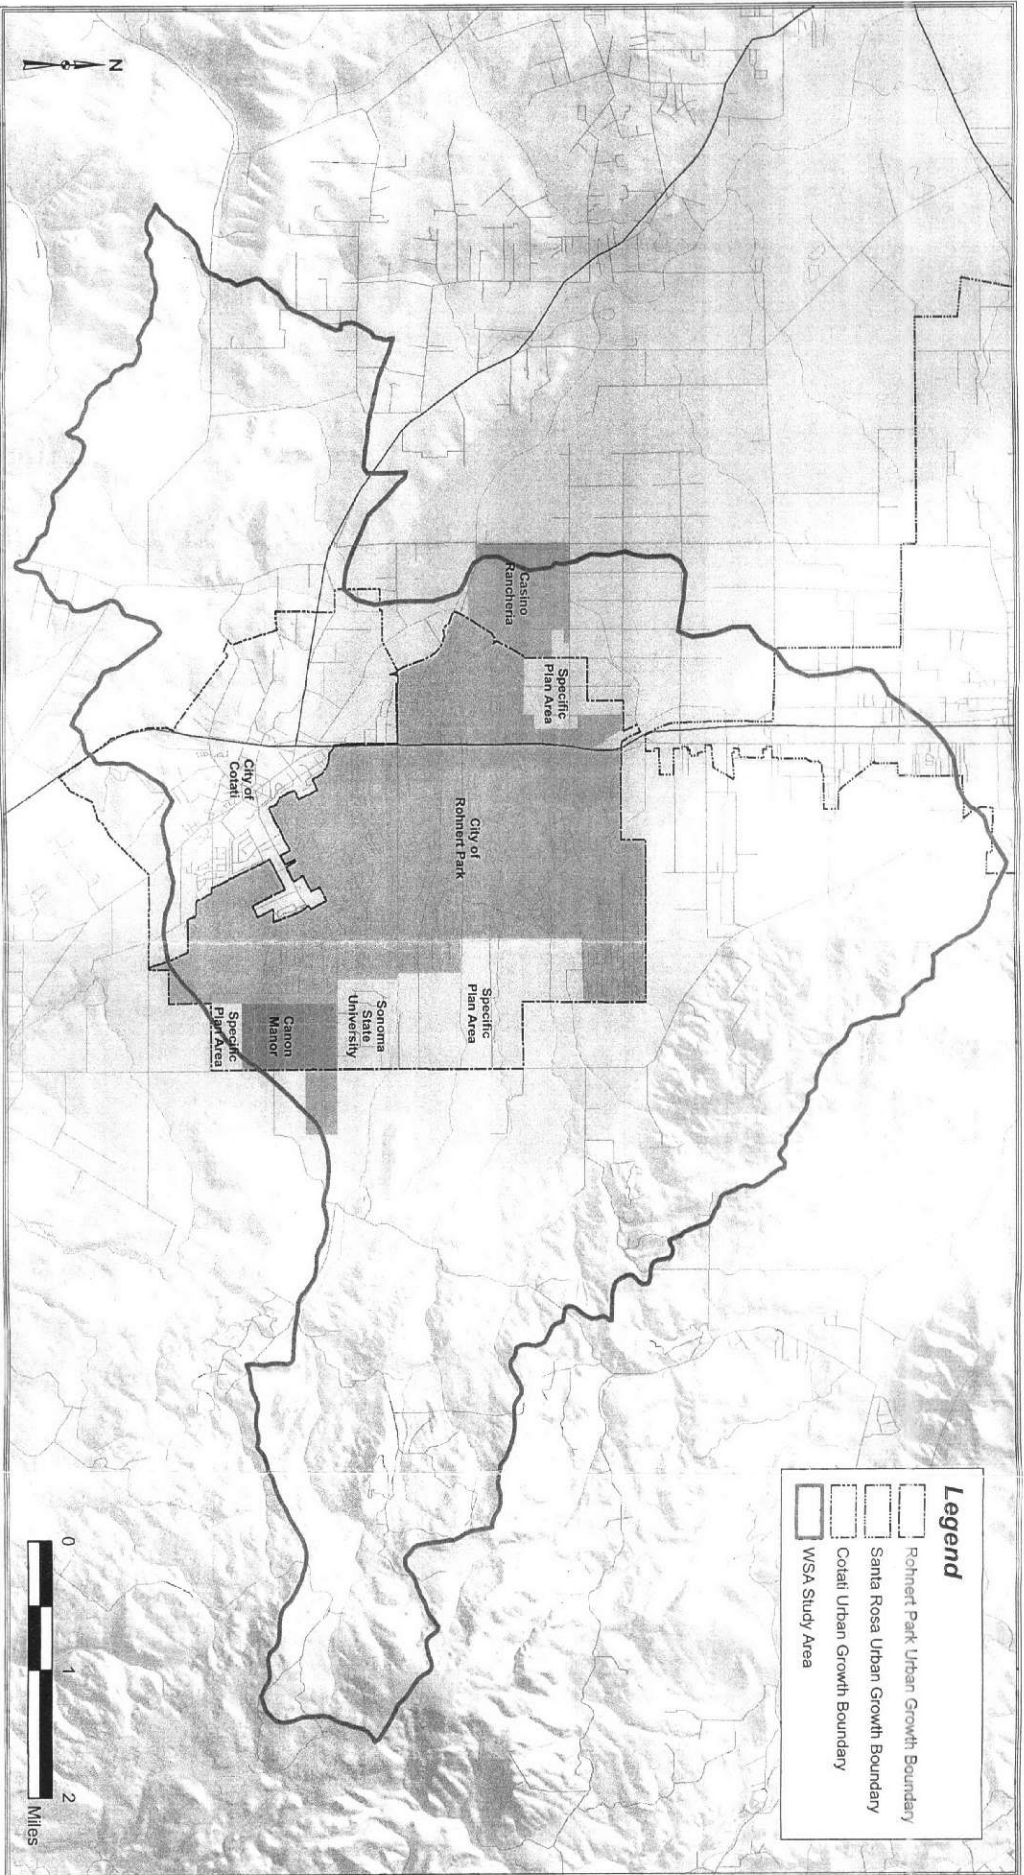 N
Casino
Rancheria
Specific
Plan Area
City of
Cotati
City of
Rohnert Park
Specific
Plan Area
Sonoma
State
University
Canon
Manor
Specific
Plan Area
Legend
Rohnert Park Urban Growth Boundary
Santa Rosa Urban Growth Boundary
Cotati Urban Growth Boundary
WSA Study Area
0
1
2
Miles